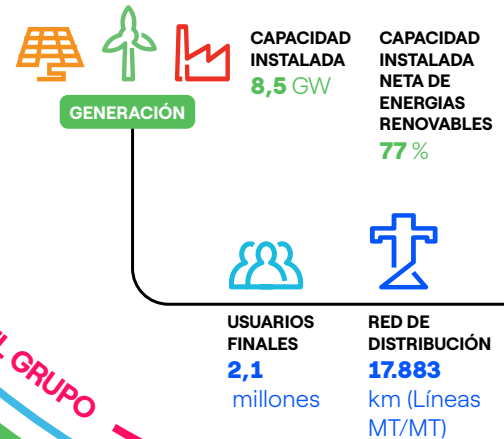 GENERACIÓN
CAPACIDAD
INSTALADA
8,5 GW
CAPACIDAD
INSTALADA
NETA DE
ENERGIAS
RENOVABLES
77 %
USUARIOS
FINALES
2,1
millones
RED DE
DISTRIBUCIÓN
17.883
km (Líneas
MT/MT)
GRUPO